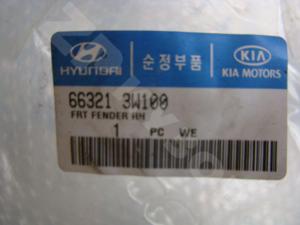 HYUNDAI
순정부품
KIA
KIA MOTORS
66321 3W100
FRT FENDER RH
1 PC WE